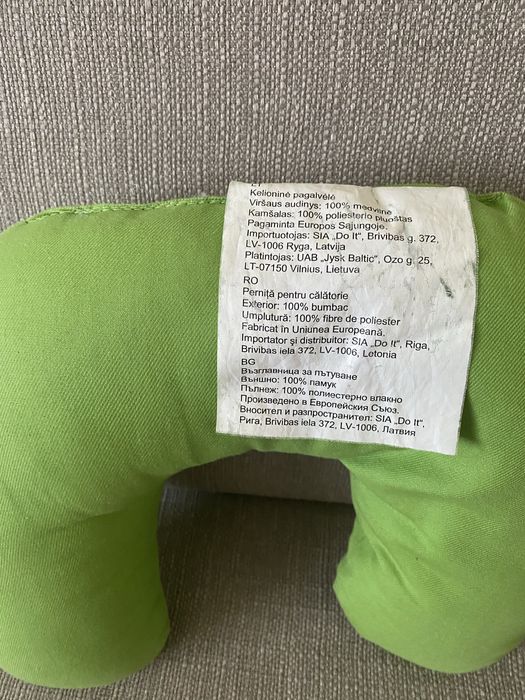 LT
Kelioninė pagalvėlė
Viršaus audinys: 100% medvilnė
Kamšalas: 100% poliesterio pluoštas
Pagaminta Europos Sąjungoje.
Importuotojas: SIA „Do It", Brivibas g. 372,
LV-1006 Ryga, Latvija
Platintojas: UAB „Jysk Baltic", Ozo g. 25,
LT-07150 Vilnius, Lietuva
RO
Perniță pentru călătorie
Exterior: 100% bumbac
Umplutură: 100% fibre de poliester
Fabricat în Uniunea Europeană.
Importator şi distribuitor: SIA „Do It", Riga,
Brivibas iela 372, LV-1006, Letonia
BG
Възглавница за пътуване
Външно: 100% памук
Пълнеж: 100% полиестерно влакно
Произведено в Европейския Съюз.
Вносител и разпространител: SIA „Do It",
Рига, Brivibas iela 372, LV-1006, Латвия